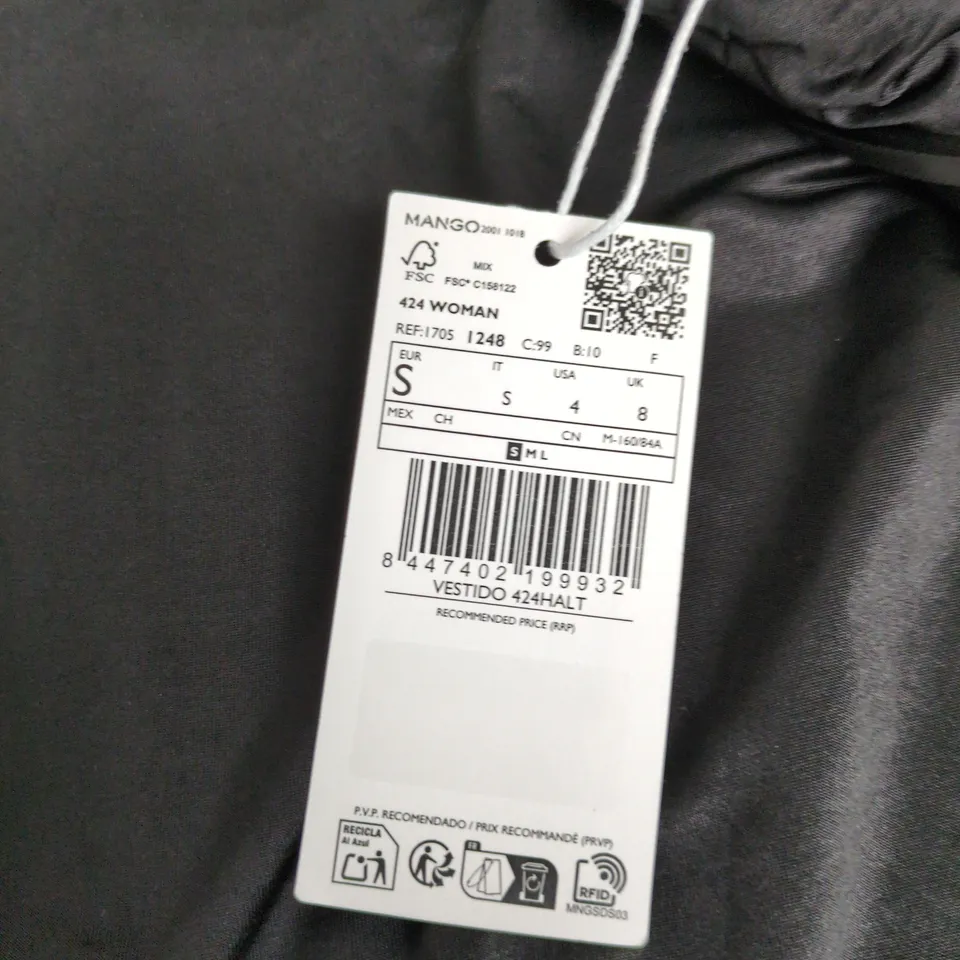 MANGO 2001 1018
FSC
MIX
FSC® C158122
424 WOMAN
REF:1705 1248 C:99 B:10 F
EUR IT USA UK
S S 4 8
MEX CH CN M-160/84A
S M L
8 447402 199932
VESTIDO 424HALT
RECOMMENDED PRICE (RRP)
P.V.P. RECOMENDADO / PRIX RECOMMANDÉ (PRVP)
RECICLA
Al Azul
FR
RFID
MNGSDS03